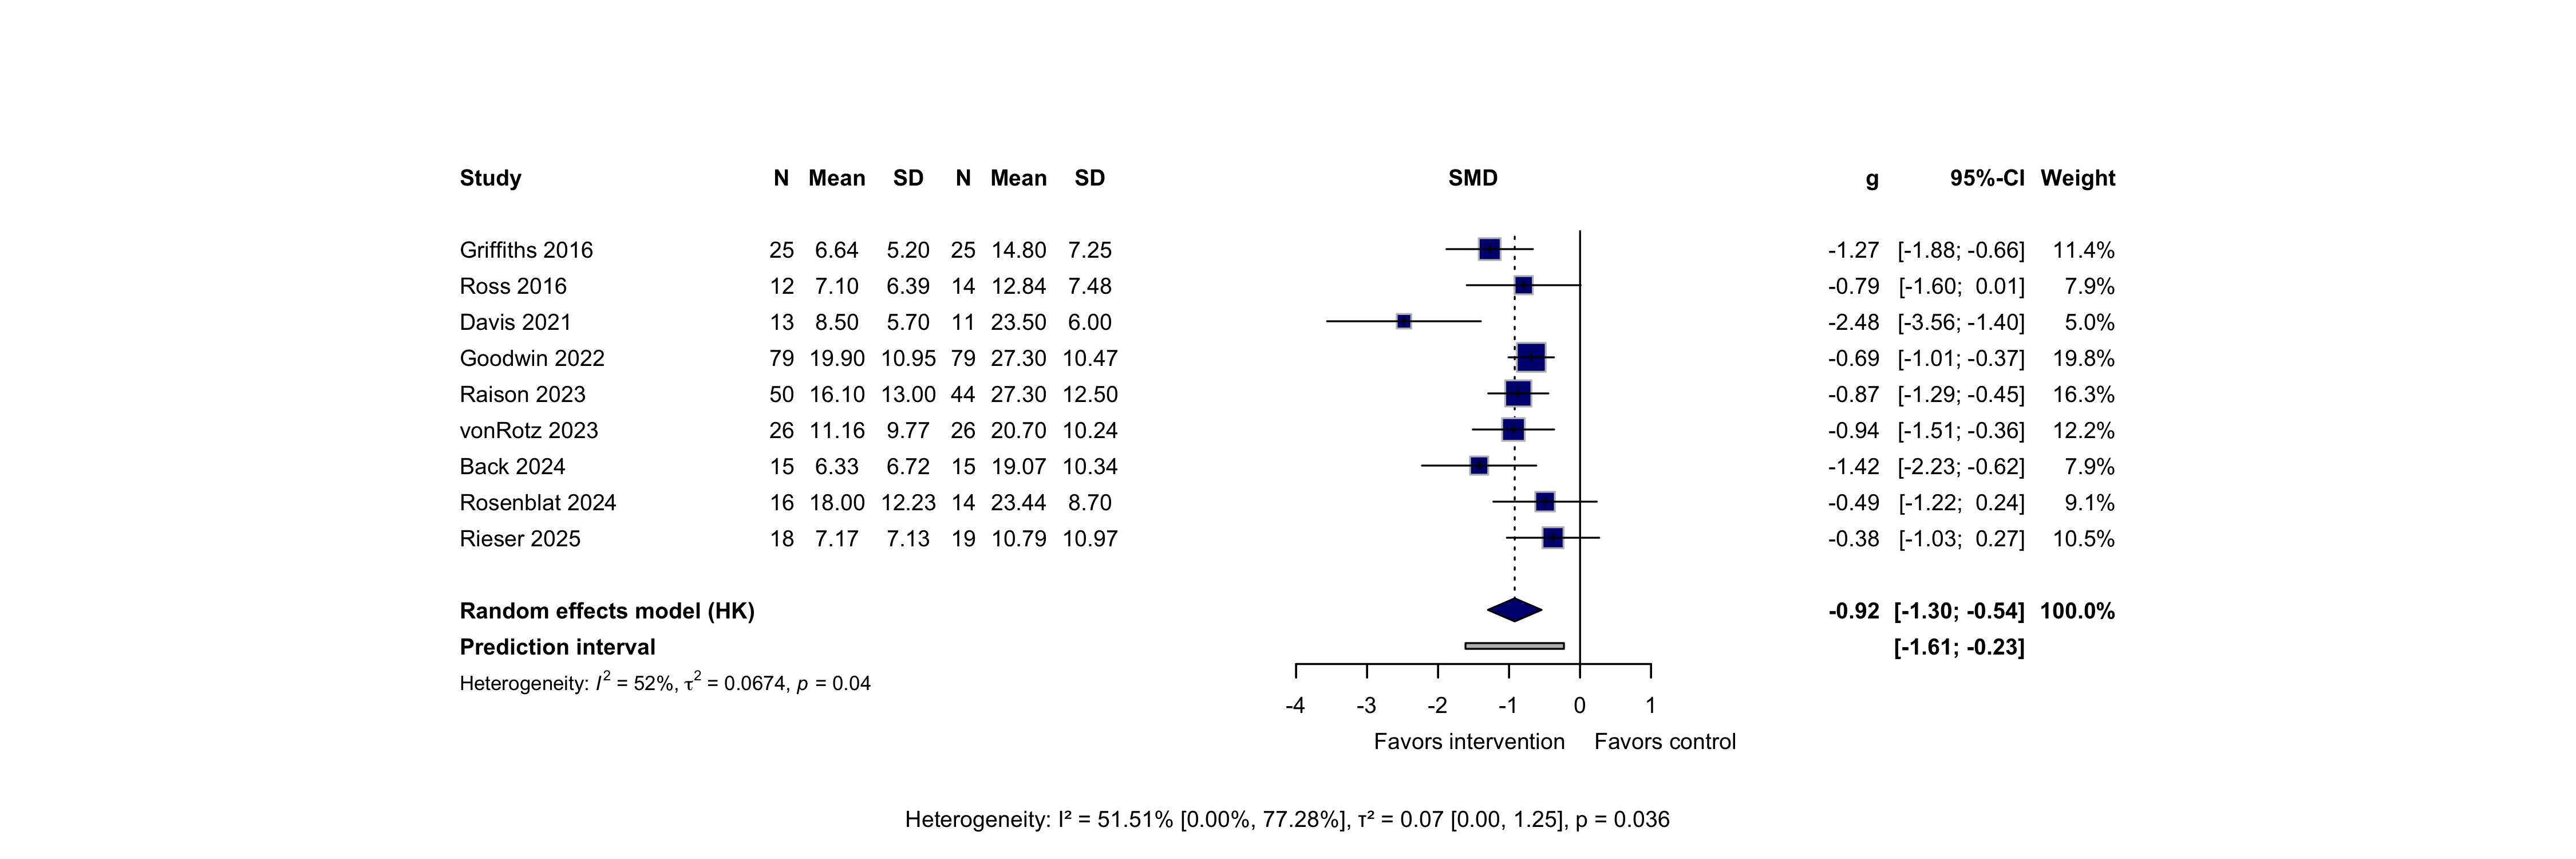 Study N Mean SD N Mean SD SMD g 95%-CI Weight
Griffiths 2016 25 6.64 5.20 25 14.80 7.25 -1.27 [-1.88; -0.66] 11.4%
Ross 2016 12 7.10 6.39 14 12.84 7.48 -0.79 [-1.60; 0.01] 7.9%
Davis 2021 13 8.50 5.70 11 23.50 6.00 -2.48 [-3.56; -1.40] 5.0%
Goodwin 2022 79 19.90 10.95 79 27.30 10.47 -0.69 [-1.01; -0.37] 19.8%
Raison 2023 50 16.10 13.00 44 27.30 12.50 -0.87 [-1.29; -0.45] 16.3%
vonRotz 2023 26 11.16 9.77 26 20.70 10.24 -0.94 [-1.51; -0.36] 12.2%
Back 2024 15 6.33 6.72 15 19.07 10.34 -1.42 [-2.23; -0.62] 7.9%
Rosenblat 2024 16 18.00 12.23 14 23.44 8.70 -0.49 [-1.22; 0.24] 9.1%
Rieser 2025 18 7.17 7.13 19 10.79 10.97 -0.38 [-1.03; 0.27] 10.5%
Random effects model (HK) -0.92 [-1.30; -0.54] 100.0%
Prediction interval [-1.61; -0.23]
Heterogeneity: I² = 52%, τ² = 0.0674, p = 0.04
-4 -3 -2 -1 0 1
Favors intervention Favors control
Heterogeneity: I² = 51.51% [0.00%, 77.28%], τ² = 0.07 [0.00, 1.25], p = 0.036